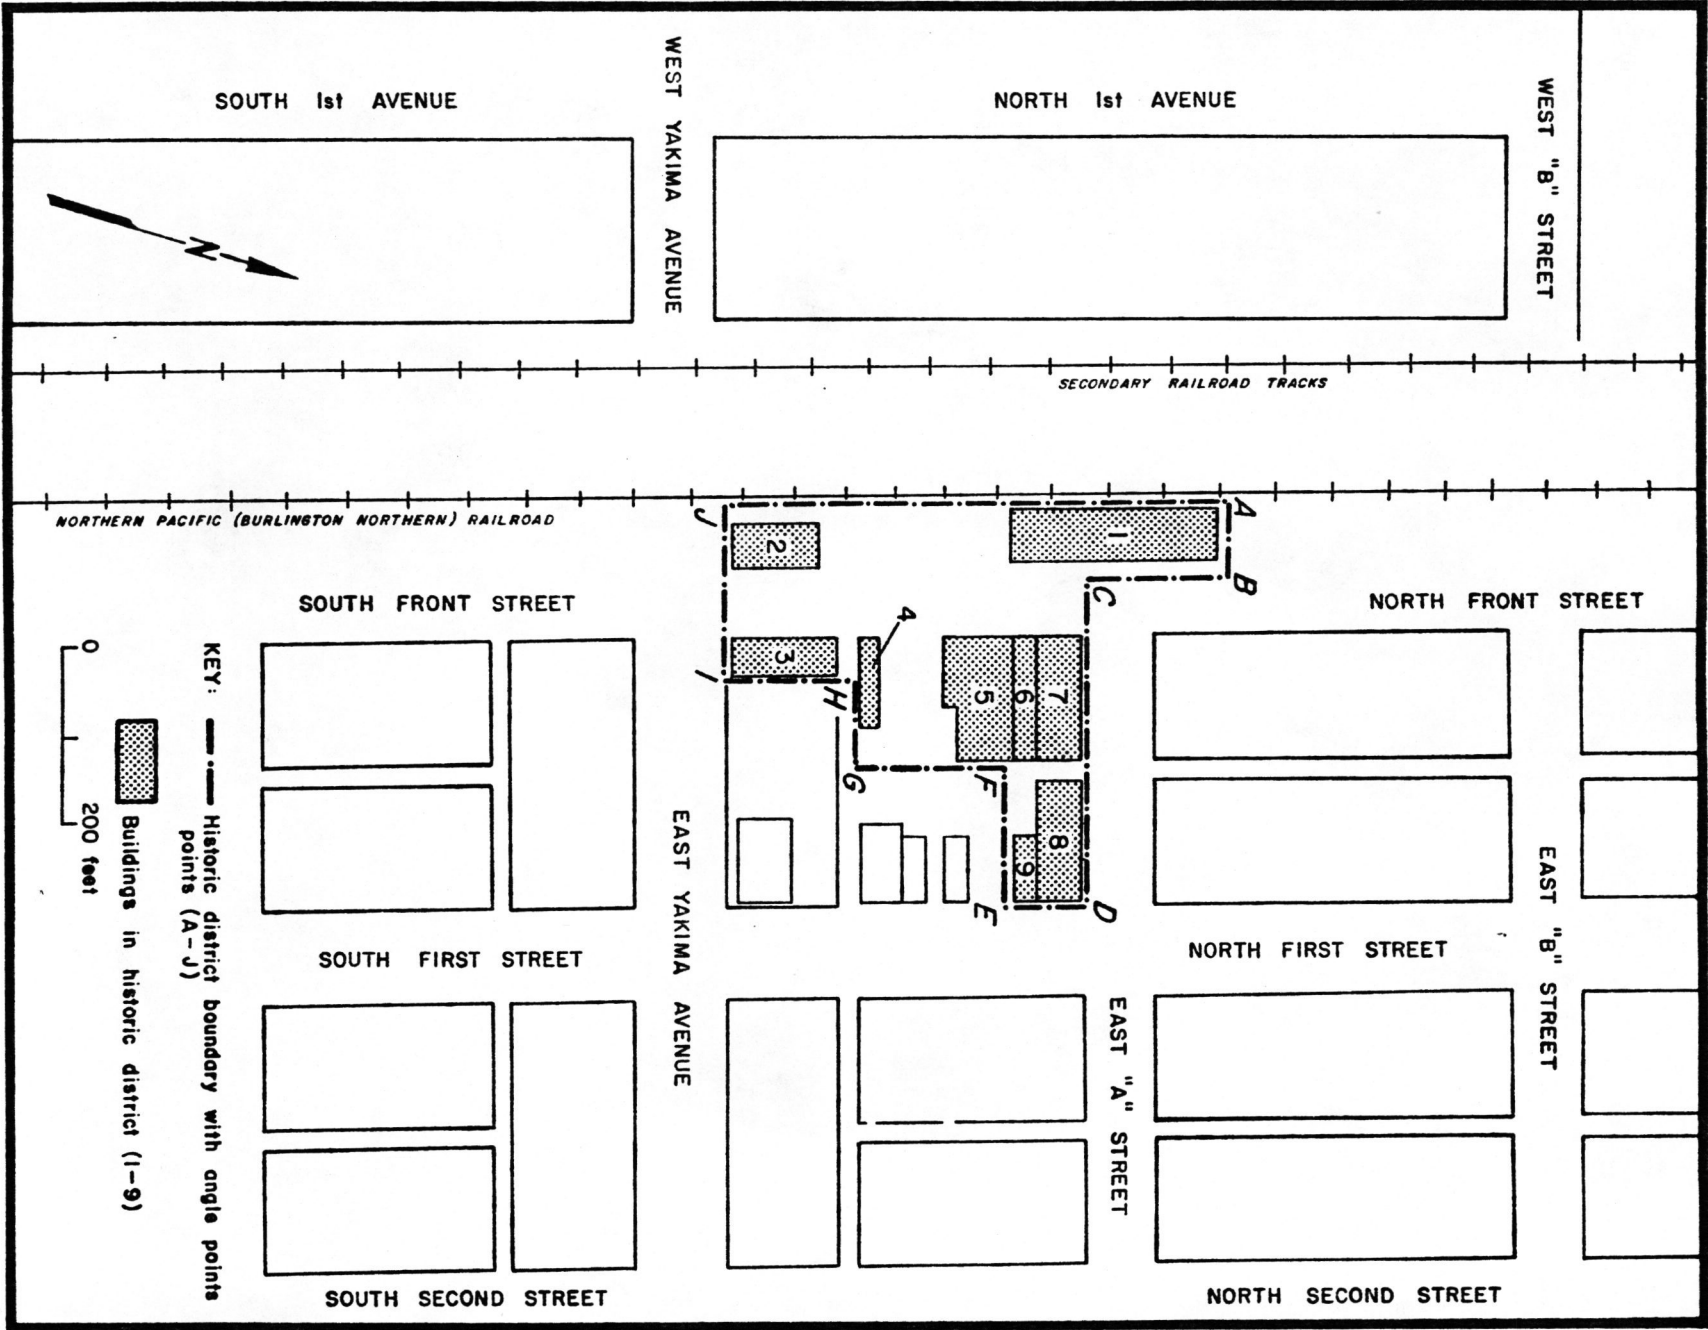 SOUTH 1st AVENUE
WEST YAKIMA AVENUE
NORTH 1st AVENUE
WEST "B" STREET
N
SECONDARY RAILROAD TRACKS
NORTHERN PACIFIC (BURLINGTON NORTHERN) RAILROAD
J
A
2
1
B
C
SOUTH FRONT STREET
NORTH FRONT STREET
4
3
I
H
5
6
7
G
F
8
9
E
D
EAST YAKIMA AVENUE
EAST "A" STREET
EAST "B" STREET
SOUTH FIRST STREET
NORTH FIRST STREET
SOUTH SECOND STREET
NORTH SECOND STREET
KEY:
Historic district boundary with angle points
points (A-J)
Buildings in historic district (1-9)
0
200 feet